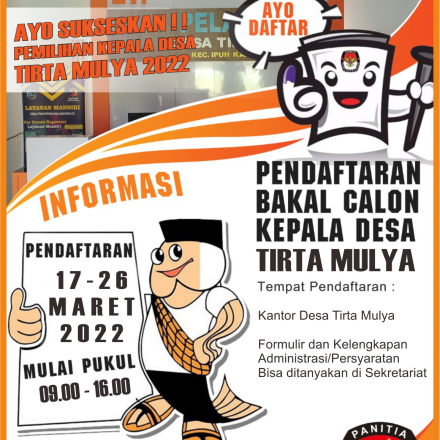 AYO SUKSESKAN!!
PEMILIHAN KEPALA DESA
TIRTA MULYA 2022
PELA
SA TI
KEC. IPUH KA
LAYANAN MANDIRI
AYO
DAFTAR
INFORMASI
PENDAFTARAN
17-26
MARET
2022
MULAI PUKUL
09.00 - 16.00
PENDAFTARAN
BAKAL CALON
KEPALA DESA
TIRTA MULYA
Tempat Pendaftaran :
Kantor Desa Tirta Mulya
Formulir dan Kelengkapan
Administrasi/Persyaratan
Bisa ditanyakan di Sekretariat
PANITIA